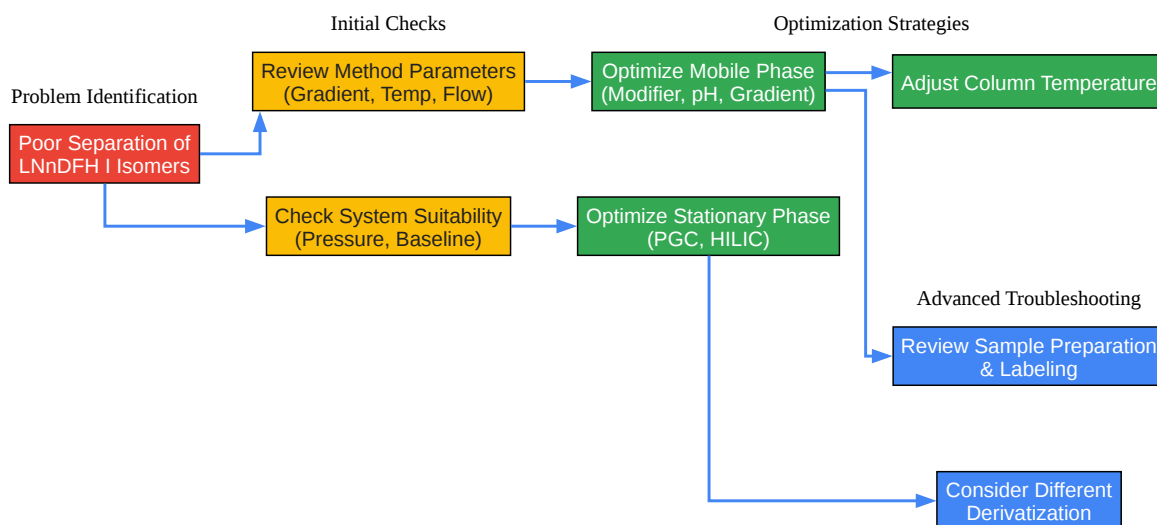 Initial Checks
Optimization Strategies
Problem Identification
Review Method Parameters
(Gradient, Temp, Flow)
Optimize Mobile Phase
(Modifier, pH, Gradient)
Adjust Column Temperature
Poor Separation of
LNnDFH I Isomers
Check System Suitability
(Pressure, Baseline)
Optimize Stationary Phase
(PGC, HILIC)
Advanced Troubleshooting
Review Sample Preparation
& Labeling
Consider Different
Derivatization